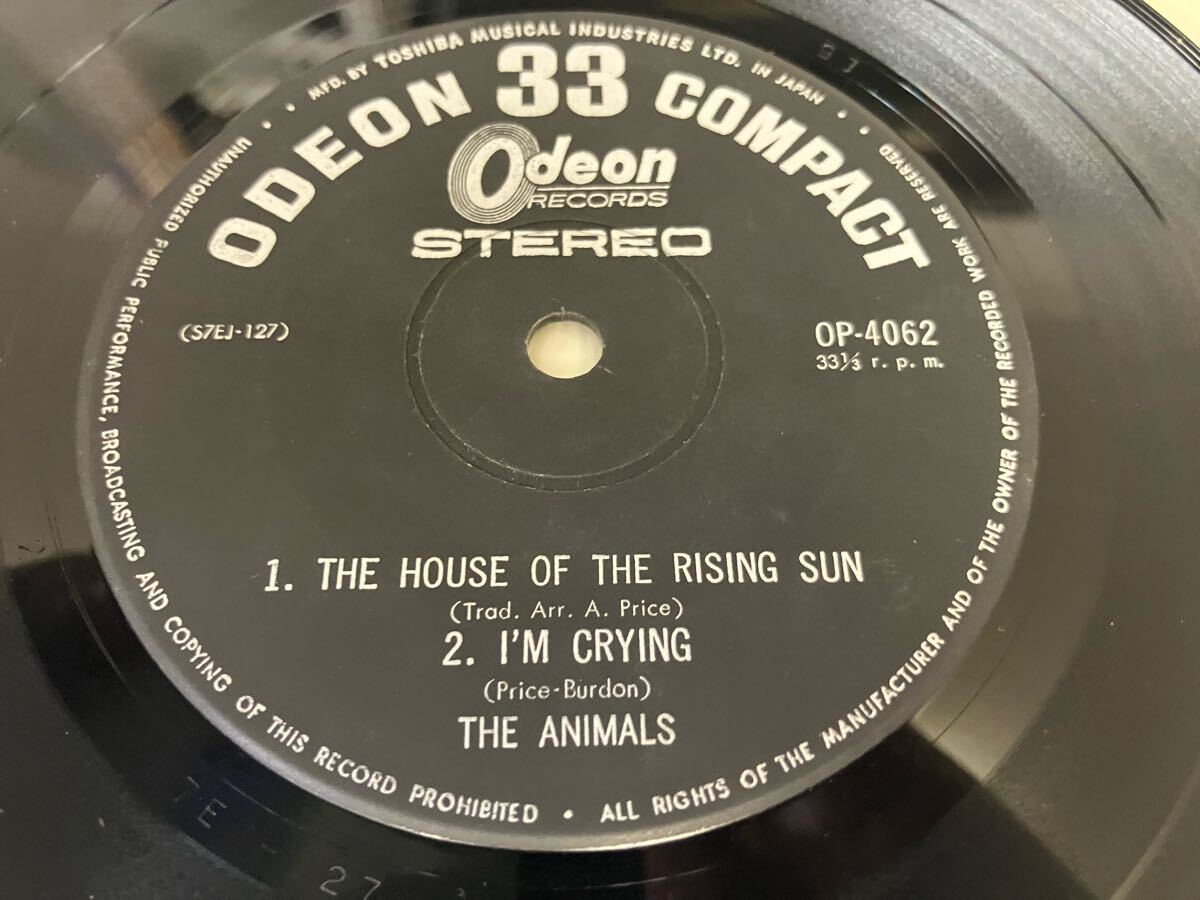 MFD. BY TOSHIBA MUSICAL INDUSTRIES LTD. IN JAPAN
ODEON 33 COMPACT
Odeon
RECORDS
STEREO
(S7EJ-127)
OP-4062
33⅓ r. p. m.
1. THE HOUSE OF THE RISING SUN
(Trad. Arr. A. Price)
2. I'M CRYING
(Price-Burdon)
THE ANIMALS
UNAUTHORIZED PUBLIC PERFORMANCE, BROADCASTING AND COPYING OF THIS RECORD PROHIBITED • ALL RIGHTS OF THE MANUFACTURER AND OF THE OWNER OF THE RECORDED WORK ARE RESERVED
7E - 27